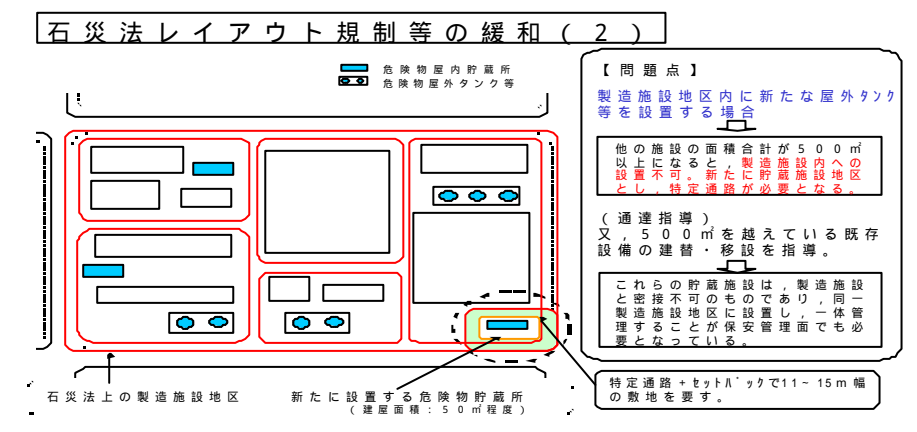 石災法レイアウト規制等の緩和(2)
危険物屋内貯蔵所
危険物屋外タンク等
【問題点】
製造施設地区内に新たな屋外タンク
等を設置する場合
他の施設の面積合計が500㎡
以上になると,製造施設内への
設置不可。新たに貯蔵施設地区
とし,特定通路が必要となる。
(通達指導)
又,500㎡を越えている既存
設備の建替・移設を指導。
これらの貯蔵施設は,製造施設
と密接不可のものであり,同一
製造施設地区に設置し,一体管
理することが保安管理面でも必
要となっている。
特定通路+セットバックで11~15m幅
の敷地を要す。
石災法上の製造施設地区
新たに設置する危険物貯蔵所
(建屋面積:50㎡程度)